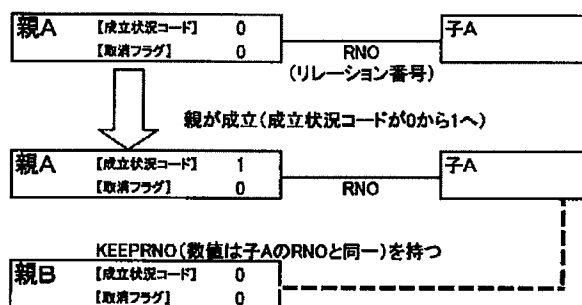 親A 【成立状況コード】 0 子A
【取消フラグ】 0 RNO
(リレーション番号)
親が成立(成立状況コードが0から1へ)
親A 【成立状況コード】 1 子A
【取消フラグ】 0 RNO
KEEPRNO(数値は子AのRNOと同一)を持つ
親B 【成立状況コード】 0
【取消フラグ】 0